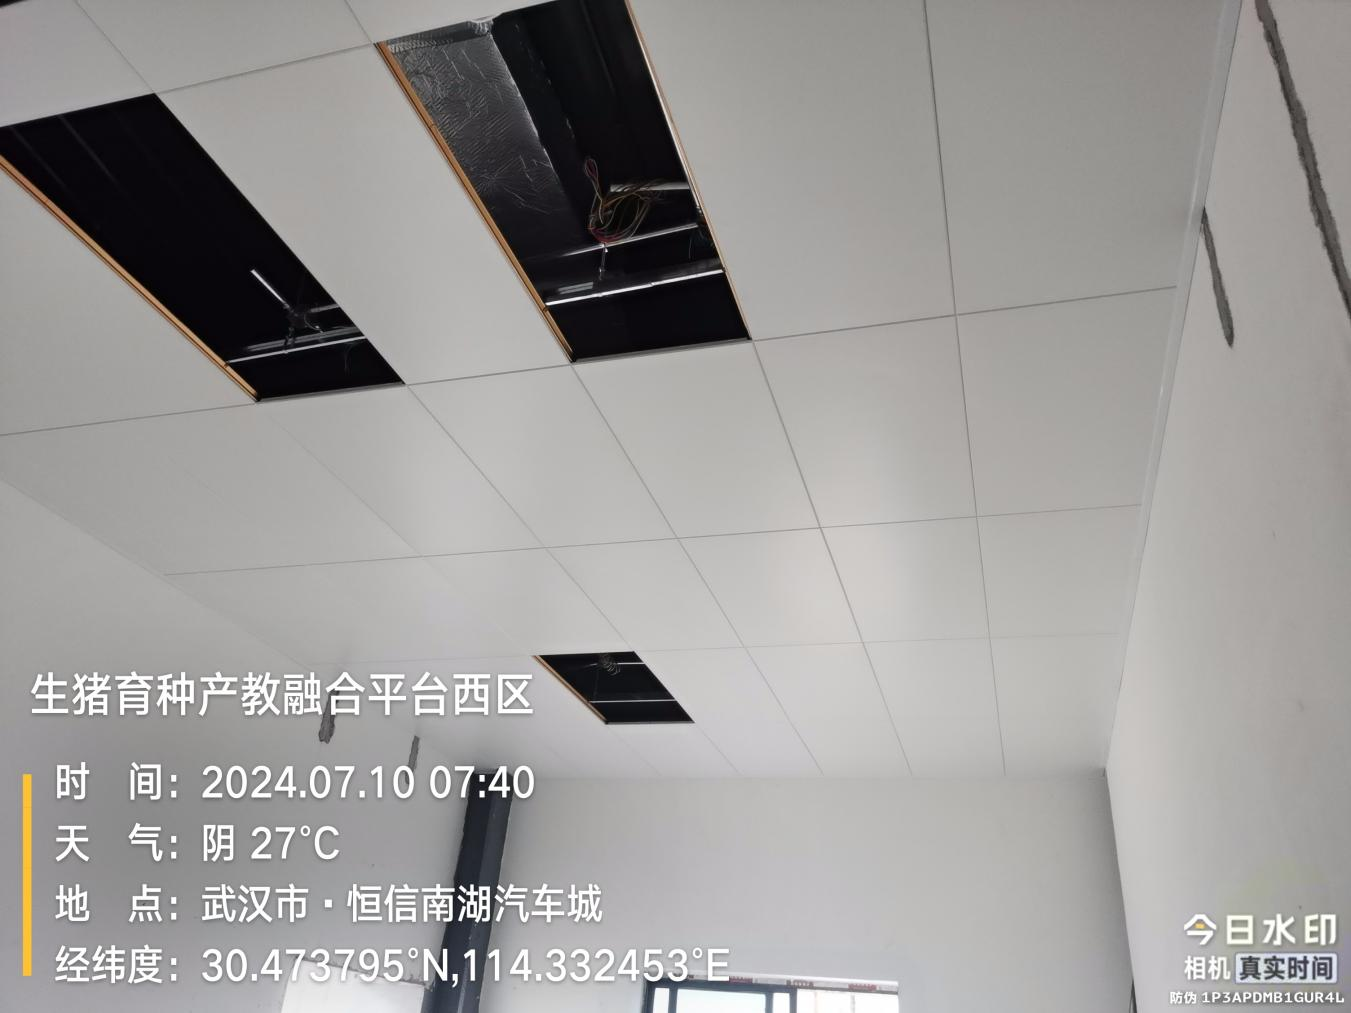 生猪育种产教融合平台西区
时 间：2024.07.10 07:40
天 气：阴 27°C
地 点：武汉市·恒信南湖汽车城
经纬度：30.473795°N,114.332453°E
今日水印
相机 真实时间
防伪 1P3APDMB1GUR4L